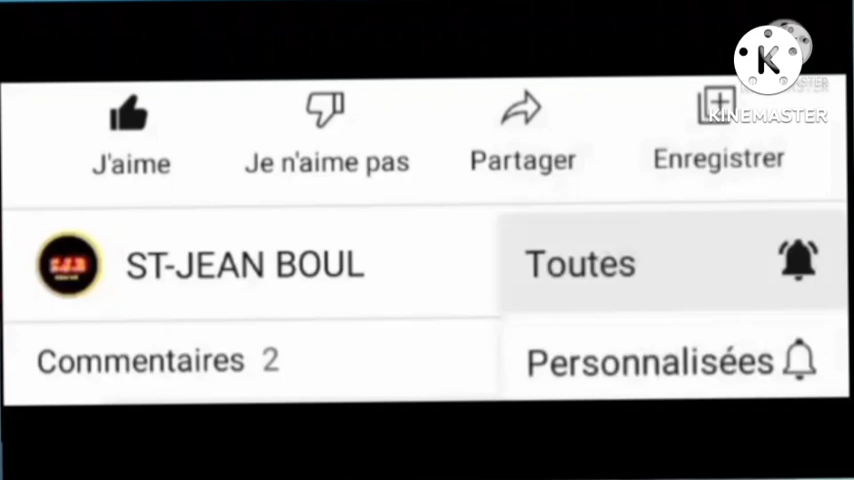 KINEMASTER
J'aime
Je n'aime pas
Partager
Enregistrer
ST-JEAN BOUL
Toutes
Commentaires 2
Personnalisées